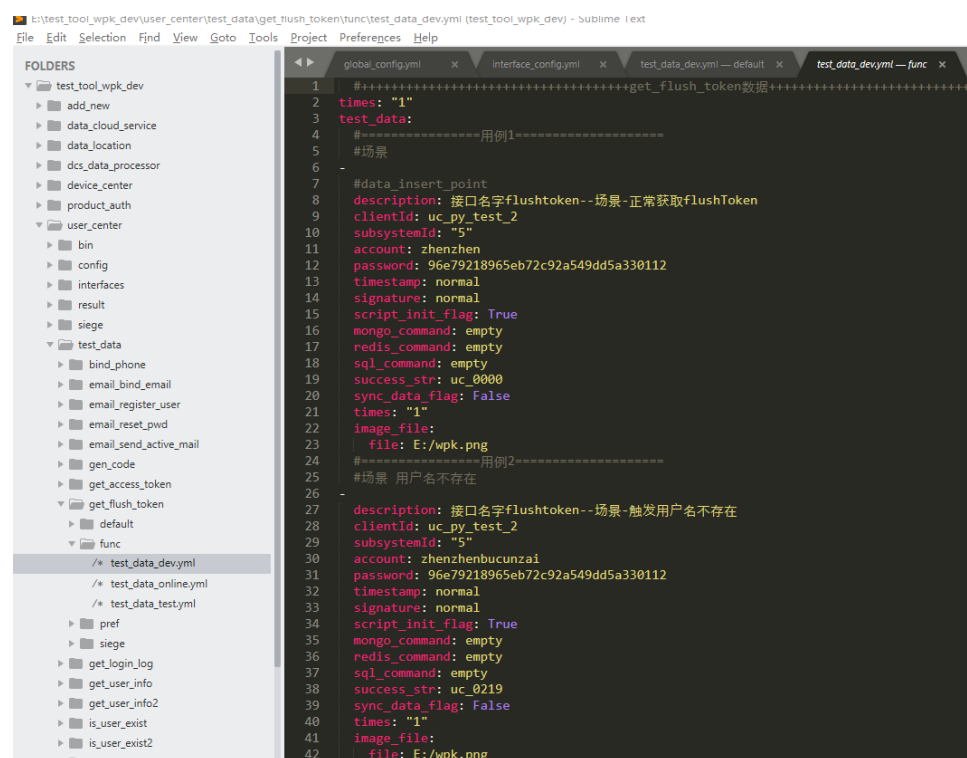 E:\test_tool_wpk_dev\user_center\test_data\get_flush_token\func\test_data_dev.yml (test_tool_wpk_dev) - Sublime Text
File Edit Selection Find View Goto Tools Project Preferences Help
FOLDERS
test_tool_wpk_dev
add_new
data_cloud_service
data_location
dcs_data_processor
device_center
product_auth
user_center
bin
config
interfaces
result
siege
test_data
bind_phone
email_bind_email
email_register_user
email_reset_pwd
email_send_active_mail
gen_code
get_access_token
get_flush_token
default
func
/* test_data_dev.yml
/* test_data_online.yml
/* test_data_test.yml
pref
siege
get_login_log
get_user_info
get_user_info2
is_user_exist
is_user_exist2
global_config.yml × interface_config.yml × test_data_dev.yml — default × test_data_dev.yml — func ×
1 #++++++++++++++++++++++++++++++++++++get_flush_token数据+++++++++++++++++++++++++++
2 times: "1"
3 test_data:
4 #================用例1====================
5 #场景
6 -
7 #data_insert_point
8 description: 接口名字flushtoken--场景-正常获取flushToken
9 clientId: uc_py_test_2
10 subsystemId: "5"
11 account: zhenzhen
12 password: 96e79218965eb72c92a549dd5a330112
13 timestamp: normal
14 signature: normal
15 script_init_flag: True
16 mongo_command: empty
17 redis_command: empty
18 sql_command: empty
19 success_str: uc_0000
20 sync_data_flag: False
21 times: "1"
22 image_file:
23 file: E:/wpk.png
24 #================用例2====================
25 #场景 用户名不存在
26 -
27 description: 接口名字flushtoken--场景-触发用户名不存在
28 clientId: uc_py_test_2
29 subsystemId: "5"
30 account: zhenzhenbucunzai
31 password: 96e79218965eb72c92a549dd5a330112
32 timestamp: normal
33 signature: normal
34 script_init_flag: True
35 mongo_command: empty
36 redis_command: empty
37 sql_command: empty
38 success_str: uc_0219
39 sync_data_flag: False
40 times: "1"
41 image_file:
42 file: E:/wpk.png